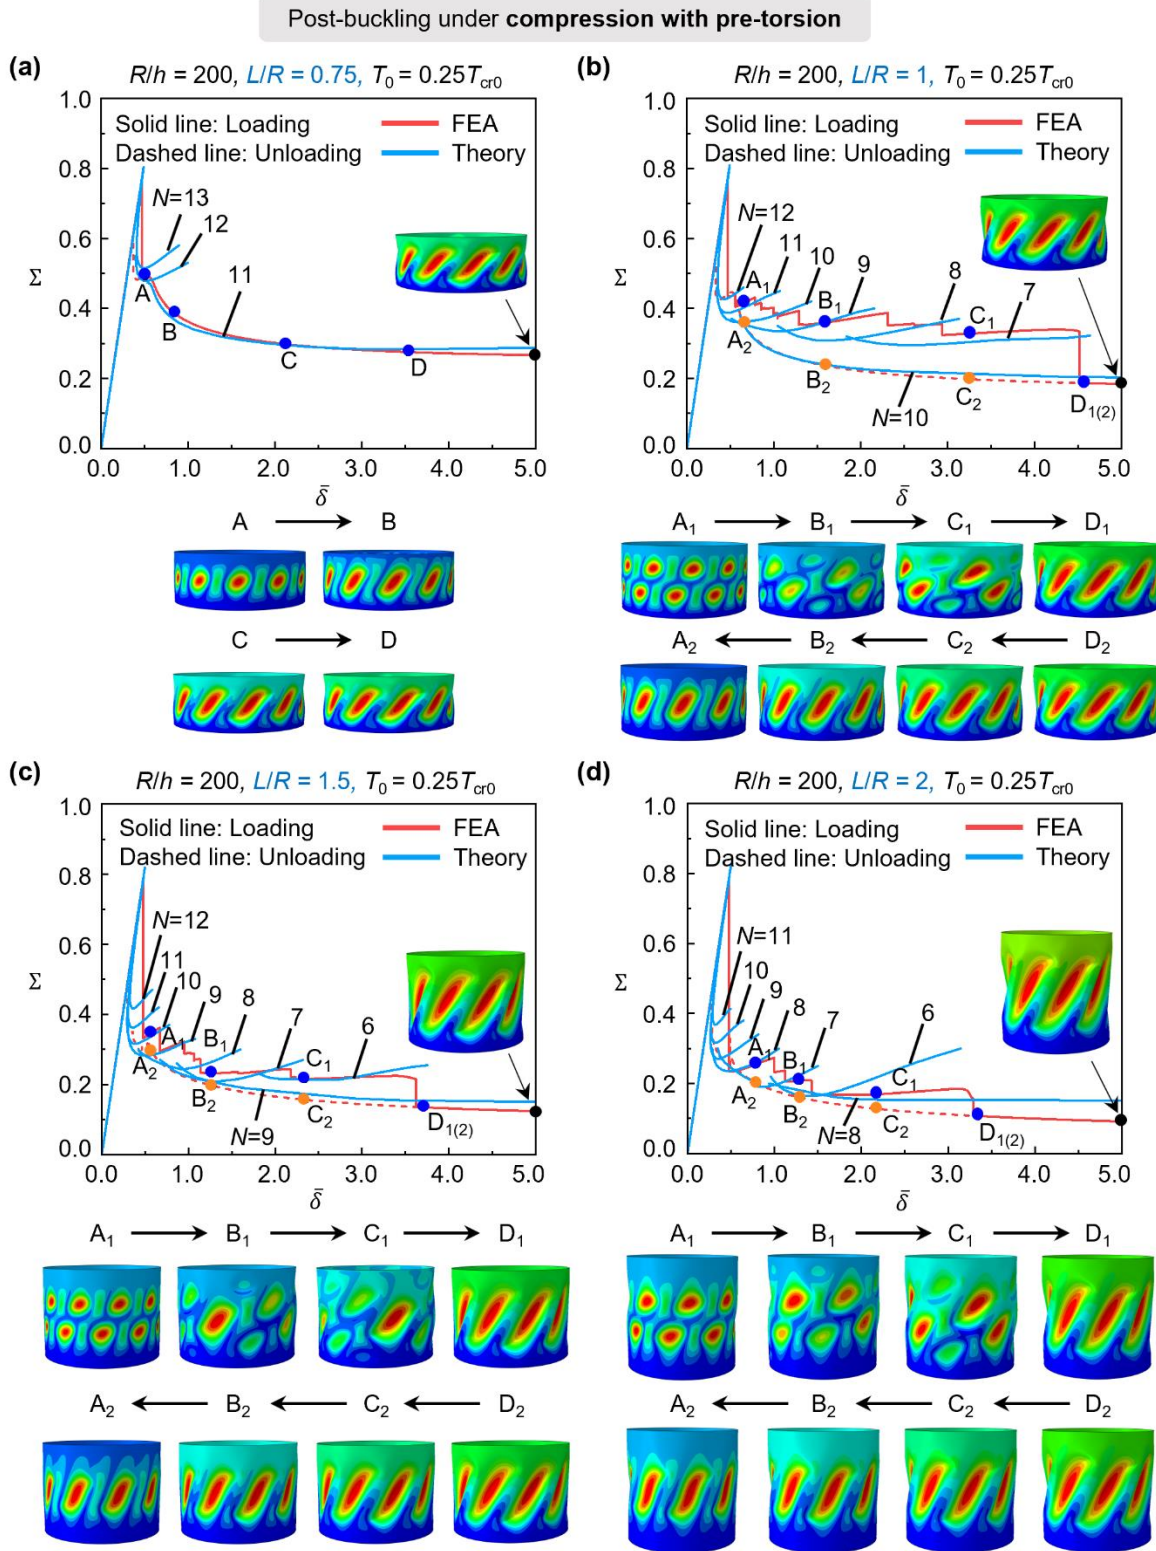 Post-buckling under compression with pre-torsion
(a)
R/h = 200, L/R = 0.75, T₀ = 0.25T_cr0
Solid line: Loading
FEA
Dashed line: Unloading
Theory
1.0
0.8
0.6
0.4
0.2
0.0
Σ
N=13
12
11
A
B
C
D
0.0
1.0
2.0
3.0
4.0
5.0
δ̄
A
B
C
D
(b)
R/h = 200, L/R = 1, T₀ = 0.25T_cr0
Solid line: Loading
FEA
Dashed line: Unloading
Theory
1.0
0.8
0.6
0.4
0.2
0.0
Σ
N=12
11
10
9
8
7
A₁
B₁
C₁
A₂
B₂
C₂
D₁₍₂₎
N=10
0.0
1.0
2.0
3.0
4.0
5.0
δ̄
A₁
B₁
C₁
D₁
A₂
B₂
C₂
D₂
(c)
R/h = 200, L/R = 1.5, T₀ = 0.25T_cr0
Solid line: Loading
FEA
Dashed line: Unloading
Theory
1.0
0.8
0.6
0.4
0.2
0.0
Σ
N=12
11
10
9
8
7
6
A₁
B₁
C₁
A₂
B₂
C₂
D₁₍₂₎
N=9
0.0
1.0
2.0
3.0
4.0
5.0
δ̄
A₁
B₁
C₁
D₁
A₂
B₂
C₂
D₂
(d)
R/h = 200, L/R = 2, T₀ = 0.25T_cr0
Solid line: Loading
FEA
Dashed line: Unloading
Theory
1.0
0.8
0.6
0.4
0.2
0.0
Σ
N=11
10
9
8
7
6
A₁
B₁
C₁
A₂
B₂
C₂
D₁₍₂₎
N=8
0.0
1.0
2.0
3.0
4.0
5.0
δ̄
A₁
B₁
C₁
D₁
A₂
B₂
C₂
D₂